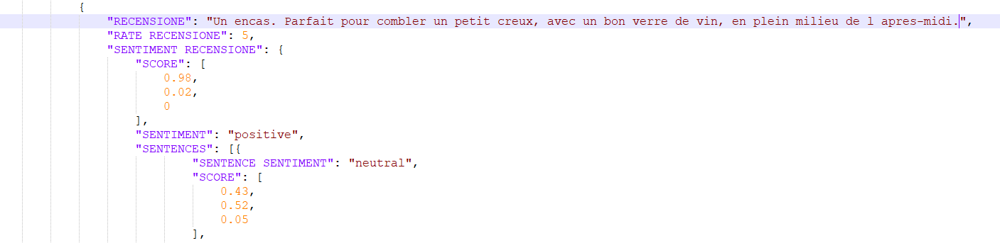 {
"RECENSIONE": "Un encas. Parfait pour combler un petit creux, avec un bon verre de vin, en plein milieu de l apres-midi.",
"RATE RECENSIONE": 5,
"SENTIMENT RECENSIONE": {
"SCORE": [
0.98,
0.02,
0
],
"SENTIMENT": "positive",
"SENTENCES": [{
"SENTENCE SENTIMENT": "neutral",
"SCORE": [
0.43,
0.52,
0.05
],